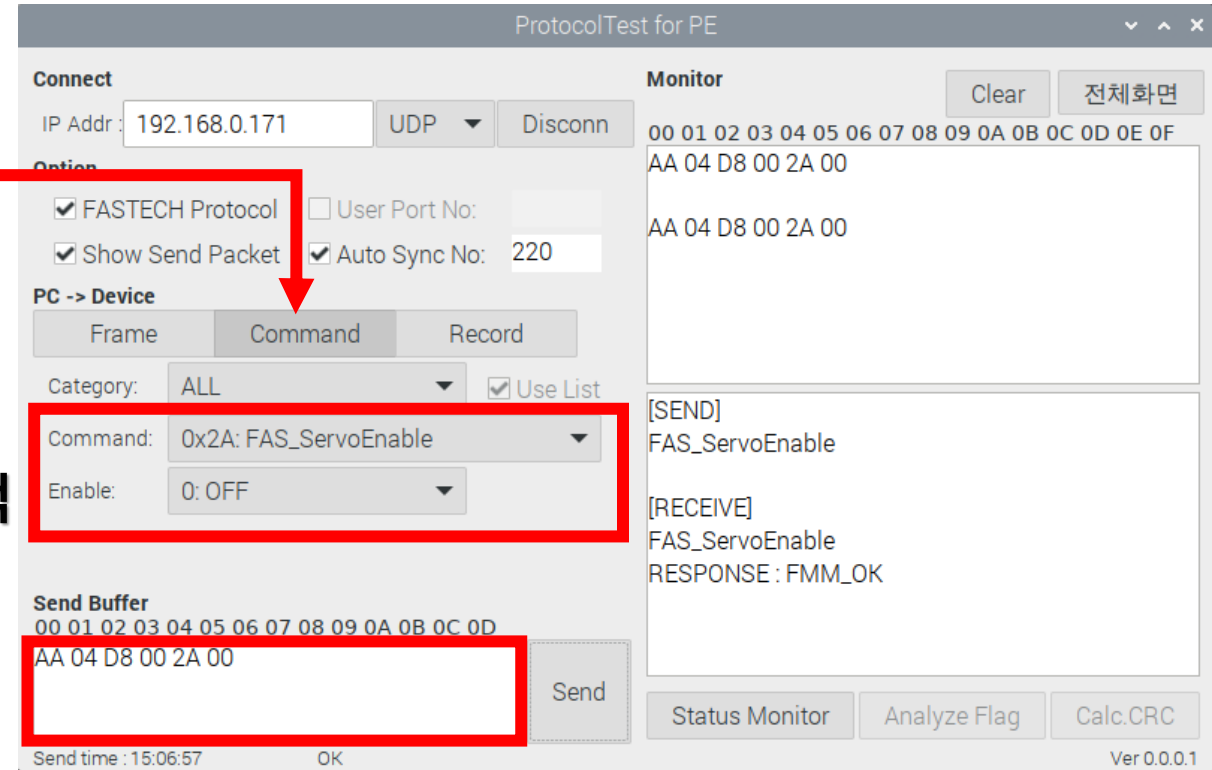 ProtocolTest for PE
Connect
IP Addr : 192.168.0.171 UDP Disconn
Option
FASTECH Protocol User Port No:
Show Send Packet Auto Sync No: 220
PC -> Device
Frame Command Record
Category: ALL Use List
Command: 0x2A: FAS_ServoEnable
Enable: 0: OFF
Send Buffer
00 01 02 03 04 05 06 07 08 09 0A 0B 0C 0D
AA 04 D8 00 2A 00
Send
Send time : 15:06:57 OK
Monitor
Clear 전체화면
00 01 02 03 04 05 06 07 08 09 0A 0B 0C 0D 0E 0F
AA 04 D8 00 2A 00
AA 04 D8 00 2A 00
[SEND]
FAS_ServoEnable
[RECEIVE]
FAS_ServoEnable
RESPONSE : FMM_OK
Status Monitor Analyze Flag Calc.CRC
Ver 0.0.0.1